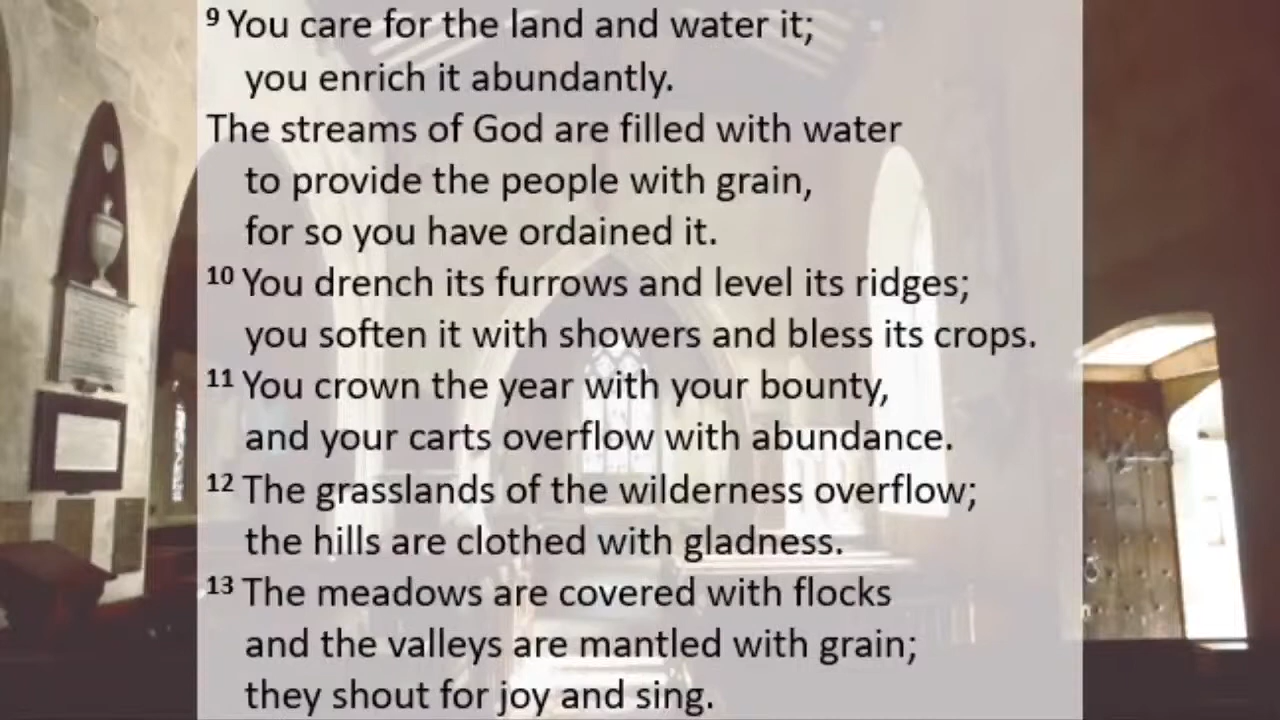 9 You care for the land and water it;
you enrich it abundantly.
The streams of God are filled with water
to provide the people with grain,
for so you have ordained it.
10 You drench its furrows and level its ridges;
you soften it with showers and bless its crops.
11 You crown the year with your bounty,
and your carts overflow with abundance.
12 The grasslands of the wilderness overflow;
the hills are clothed with gladness.
13 The meadows are covered with flocks
and the valleys are mantled with grain;
they shout for joy and sing.